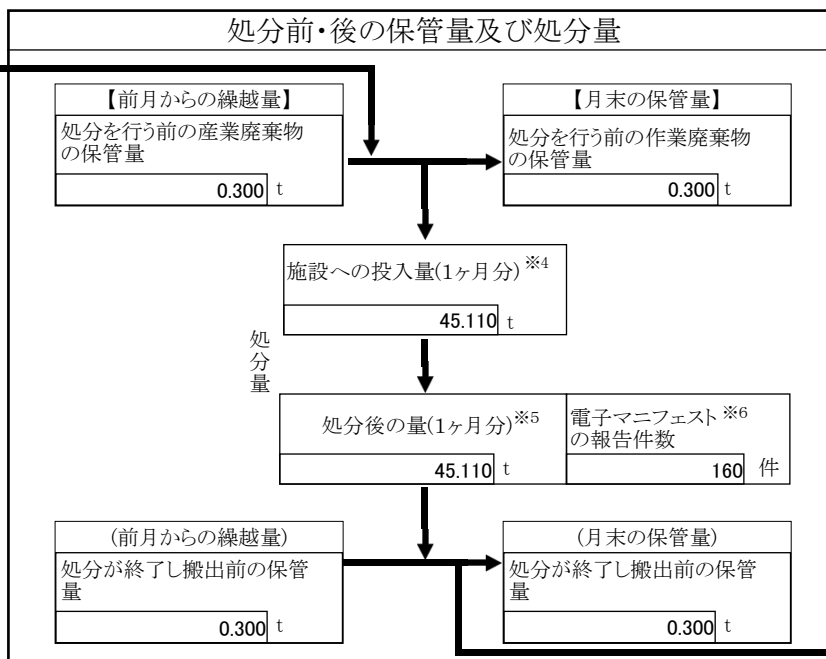 処分前・後の保管量及び処分量
【前月からの繰越量】
処分を行う前の産業廃棄物
の保管量
0.300 t
【月末の保管量】
処分を行う前の作業廃棄物
の保管量
0.300 t
施設への投入量(1ヶ月分)※4
45.110 t
処分量
処分後の量(1ヶ月分)※5
45.110 t
電子マニフェスト※6
の報告件数
160 件
(前月からの繰越量)
処分が終了し搬出前の保管
量
0.300 t
(月末の保管量)
処分が終了し搬出前の保管
量
0.300 t